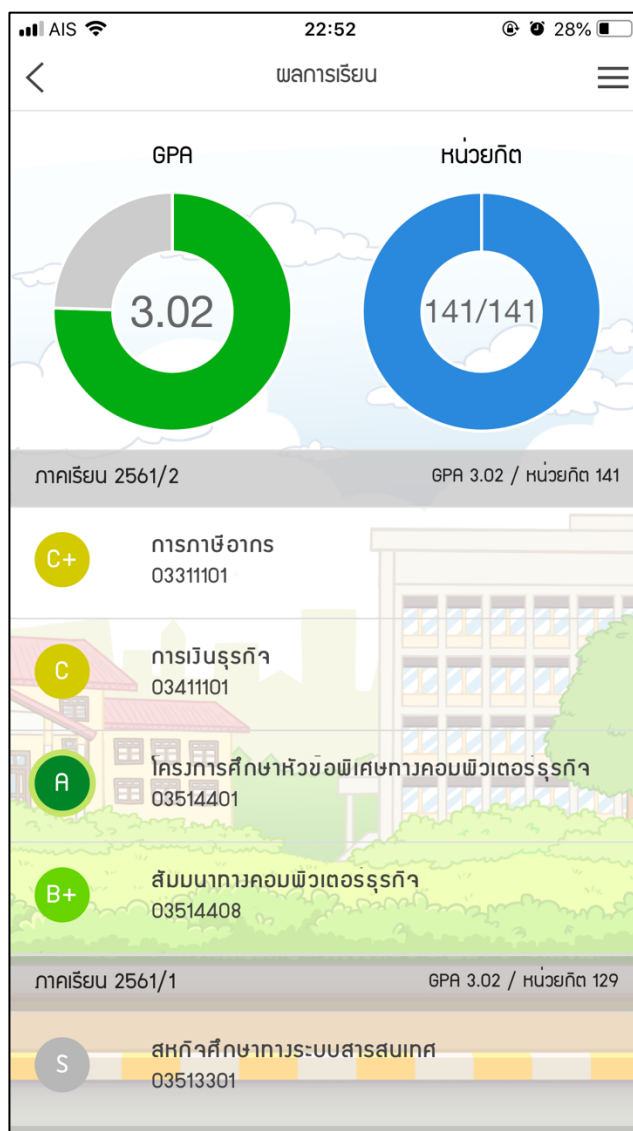 AIS 22:52 28%
ผลการเรียน
GPA หน่วยกิต
3.02 141/141
ภาคเรียน 2561/2 GPA 3.02 / หน่วยกิต 141
C+ การภาษีอากร
03311101
C การเงินธุรกิจ
03411101
A โครงการศึกษาหัวข้อพิเศษทางคอมพิวเตอร์ธุรกิจ
03514401
B+ สัมมนาทางคอมพิวเตอร์ธุรกิจ
03514408
ภาคเรียน 2561/1 GPA 3.02 / หน่วยกิต 129
S สหกิจศึกษาทางระบบสารสนเทศ
03513301